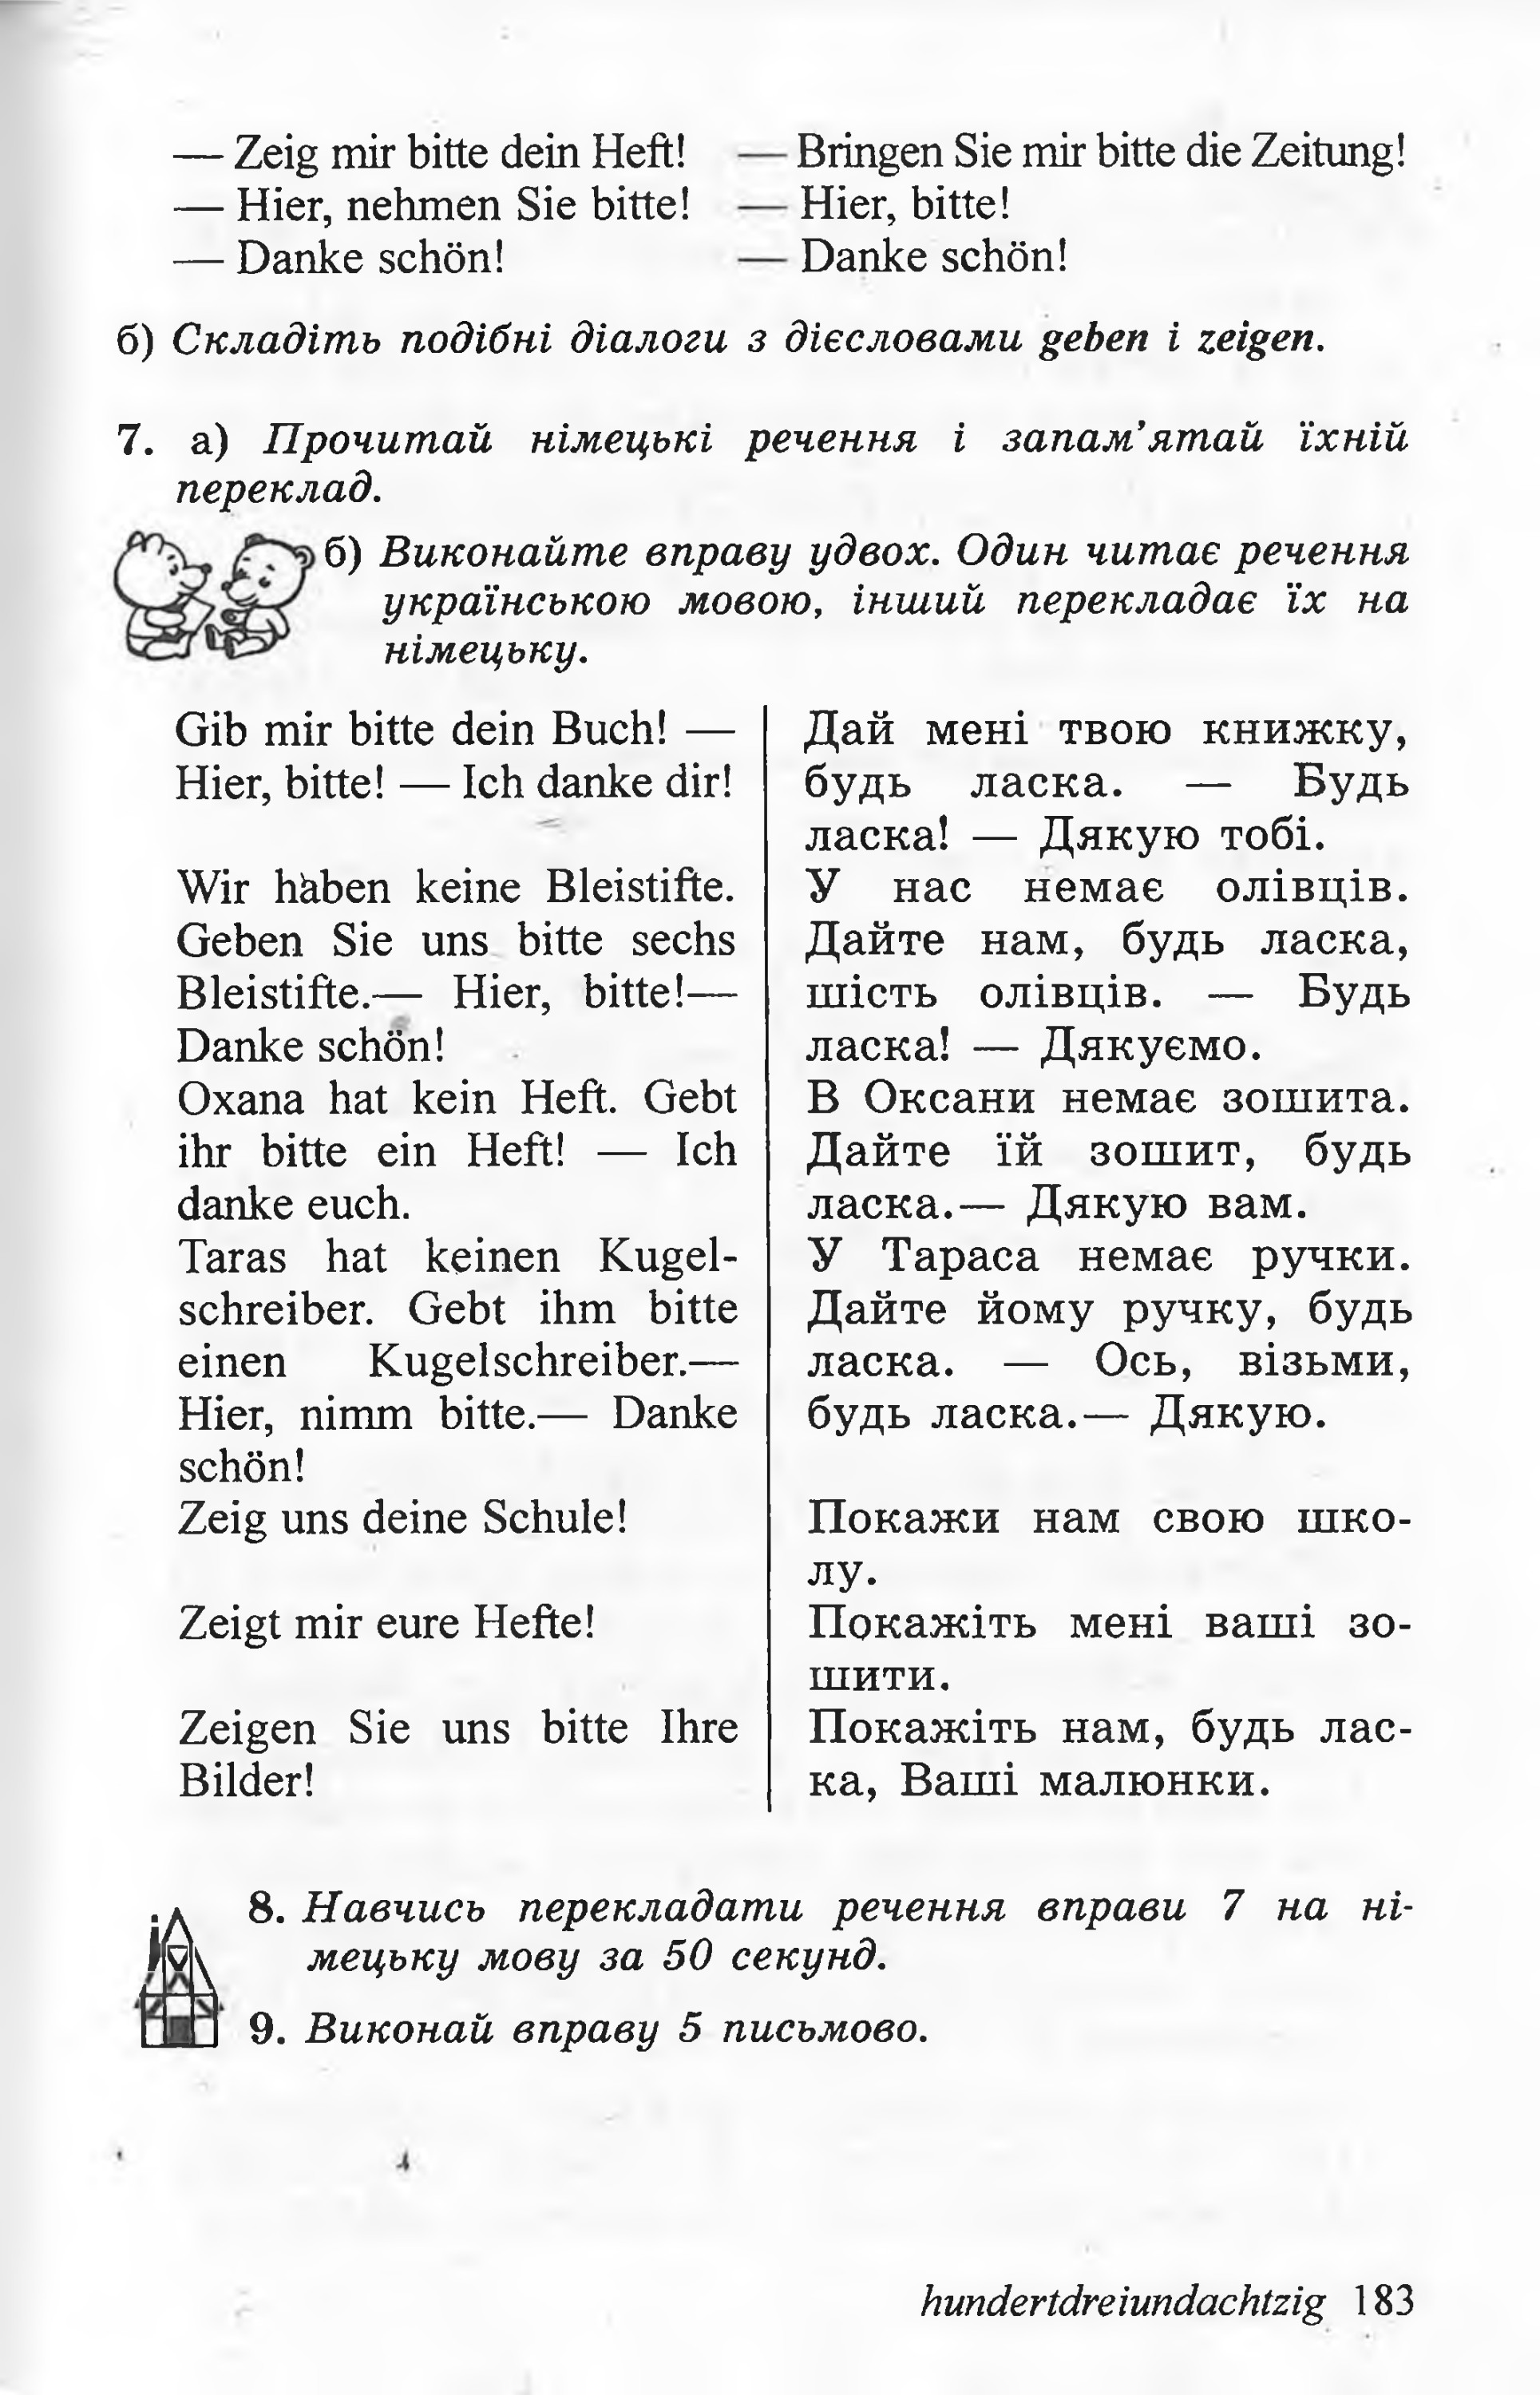 — Zeig mir bitte dein Heft!
— Hier, nehmen Sie bitte!
— Danke schön!
— Bringen Sie mir bitte die Zeitung!
— Hier, bitte!
— Danke schön!
б) Складіть подібні діалоги з дієсловами geben і zeigen.
7. а) Прочитай німецькі речення і запам'ятай їхній
переклад.
б) Виконайте вправу удвох. Один читає речення
українською мовою, інший перекладає їх на
німецьку.
Gib mir bitte dein Buch! —
Hier, bitte! — Ich danke dir!
Wir haben keine Bleistifte.
Geben Sie uns bitte sechs
Bleistifte.— Hier, bitte!—
Danke schön!
Oxana hat kein Heft. Gebt
ihr bitte ein Heft! — Ich
danke euch.
Taras hat keinen Kugel-
schreiber. Gebt ihm bitte
einen Kugelschreiber.—
Hier, nimm bitte.— Danke
schön!
Zeig uns deine Schule!
Zeigt mir eure Hefte!
Zeigen Sie uns bitte Ihre
Bilder!
Дай мені твою книжку,
будь ласка. — Будь
ласка! — Дякую тобі.
У нас немає олівців.
Дайте нам, будь ласка,
шість олівців. — Будь
ласка! — Дякуємо.
В Оксани немає зошита.
Дайте їй зошит, будь
ласка.— Дякую вам.
У Тараса немає ручки.
Дайте йому ручку, будь
ласка. — Ось, візьми,
будь ласка.— Дякую.
Покажи нам свою шко-
лу.
Покажіть мені ваші зо-
шити.
Покажіть нам, будь лас-
ка, Ваші малюнки.
8. Навчись перекладати речення вправи 7 на ні-
мецьку мову за 50 секунд.
9. Виконай вправу 5 письмово.
hundertdreiundachtzig 183